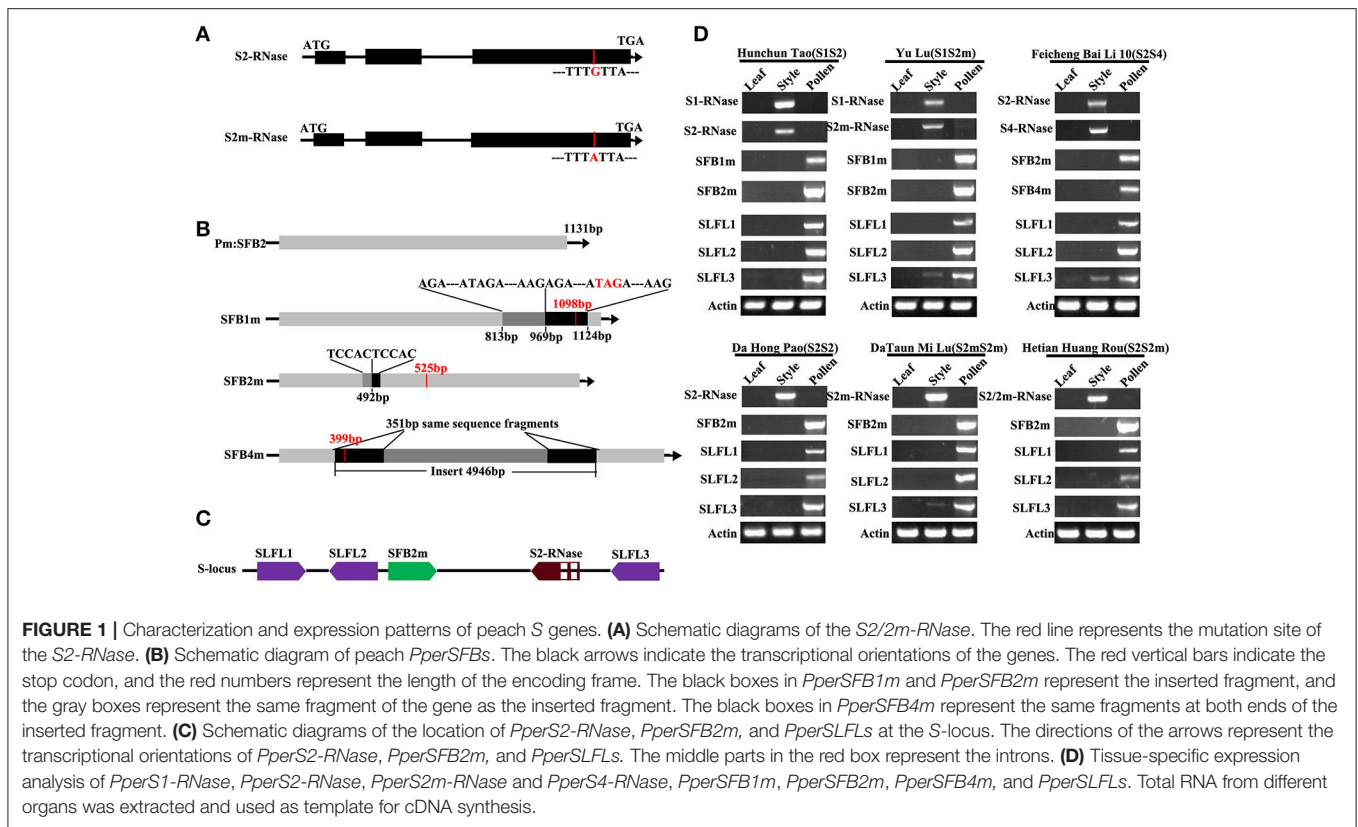 A
S2-RNase
ATG
TGA
---TTTGTTA---
S2m-RNase
ATG
TGA
---TTTATTA---
B
Pm:SFB2
1131bp
AGA---ATAGA---AAGAGA---ATAGA---AAG
SFB1m
1098bp
813bp
969bp
1124bp
TCCACTCCAC
SFB2m
525bp
492bp
351bp same sequence fragments
SFB4m
399bp
Insert 4946bp
C
S-locus
SLFL1
SLFL2
SFB2m
S2-RNase
SLFL3
D
Hunchun Tao(S1S2)
Leaf Style Pollen
S1-RNase
S2-RNase
SFB1m
SFB2m
SLFL1
SLFL2
SLFL3
Actin
Yu Lu(S1S2m)
Leaf Style Pollen
S1-RNase
S2m-RNase
SFB1m
SFB2m
SLFL1
SLFL2
SLFL3
Actin
Feicheng Bai Li 10(S2S4)
Leaf Style Pollen
S2-RNase
S4-RNase
SFB2m
SFB4m
SLFL1
SLFL2
SLFL3
Actin
Da Hong Pao(S2S2)
Leaf Style Pollen
S2-RNase
SFB2m
SLFL1
SLFL2
SLFL3
Actin
DaTaun Mi Lu(S2mS2m)
Leaf Style Pollen
S2m-RNase
SFB2m
SLFL1
SLFL2
SLFL3
Actin
Hetian Huang Rou(S2S2m)
Leaf Style Pollen
S2/2m-RNase
SFB2m
SLFL1
SLFL2
SLFL3
Actin
FIGURE 1 | Characterization and expression patterns of peach S genes. (A) Schematic diagrams of the S2/2m-RNase. The red line represents the mutation site of
the S2-RNase. (B) Schematic diagram of peach PperSFBs. The black arrows indicate the transcriptional orientations of the genes. The red vertical bars indicate the
stop codon, and the red numbers represent the length of the encoding frame. The black boxes in PperSFB1m and PperSFB2m represent the inserted fragment, and
the gray boxes represent the same fragment of the gene as the inserted fragment. The black boxes in PperSFB4m represent the same fragments at both ends of the
inserted fragment. (C) Schematic diagrams of the location of PperS2-RNase, PperSFB2m, and PperSLFLs at the S-locus. The directions of the arrows represent the
transcriptional orientations of PperS2-RNase, PperSFB2m, and PperSLFLs. The middle parts in the red box represent the introns. (D) Tissue-specific expression
analysis of PperS1-RNase, PperS2-RNase, PperS2m-RNase and PperS4-RNase, PperSFB1m, PperSFB2m, PperSFB4m, and PperSLFLs. Total RNA from different
organs was extracted and used as template for cDNA synthesis.